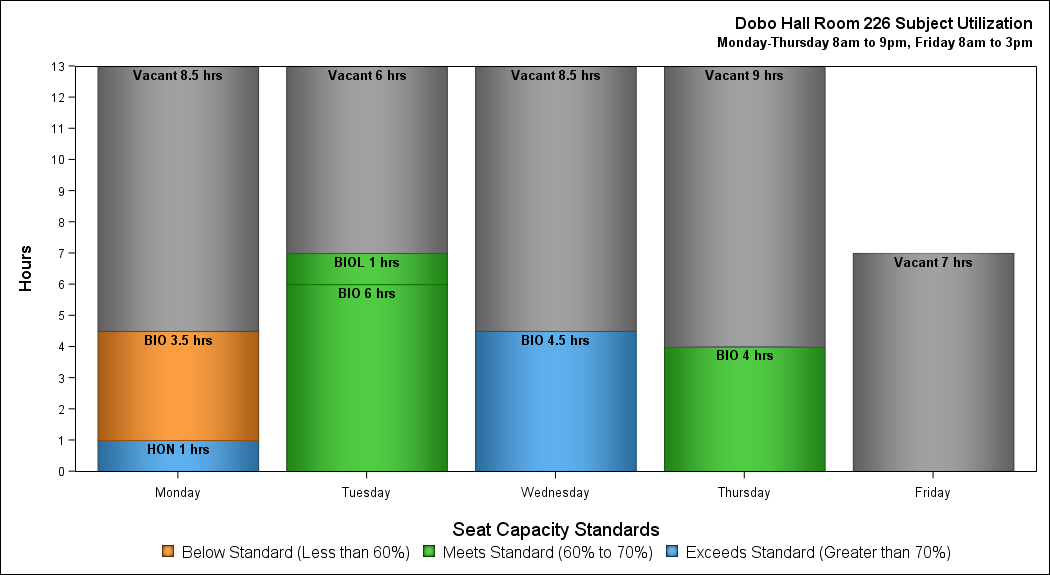 Dobo Hall Room 226 Subject Utilization
Monday-Thursday 8am to 9pm, Friday 8am to 3pm
Hours
13
12
11
10
9
8
7
6
5
4
3
2
1
0
Vacant 8.5 hrs
BIO 3.5 hrs
HON 1 hrs
Vacant 6 hrs
BIOL 1 hrs
BIO 6 hrs
Vacant 8.5 hrs
BIO 4.5 hrs
Vacant 9 hrs
BIO 4 hrs
Vacant 7 hrs
Monday Tuesday Wednesday Thursday Friday
Seat Capacity Standards
Below Standard (Less than 60%) Meets Standard (60% to 70%) Exceeds Standard (Greater than 70%)